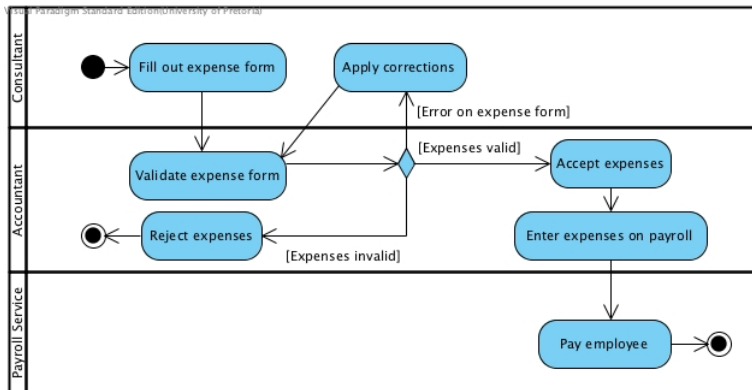 Visual Paradigm Standard Edition(University of Pretoria)
Consultant
Fill out expense form
Apply corrections
[Error on expense form]
Accountant
[Expenses valid]
Validate expense form
Accept expenses
Reject expenses
Enter expenses on payroll
[Expenses invalid]
Payroll Service
Pay employee